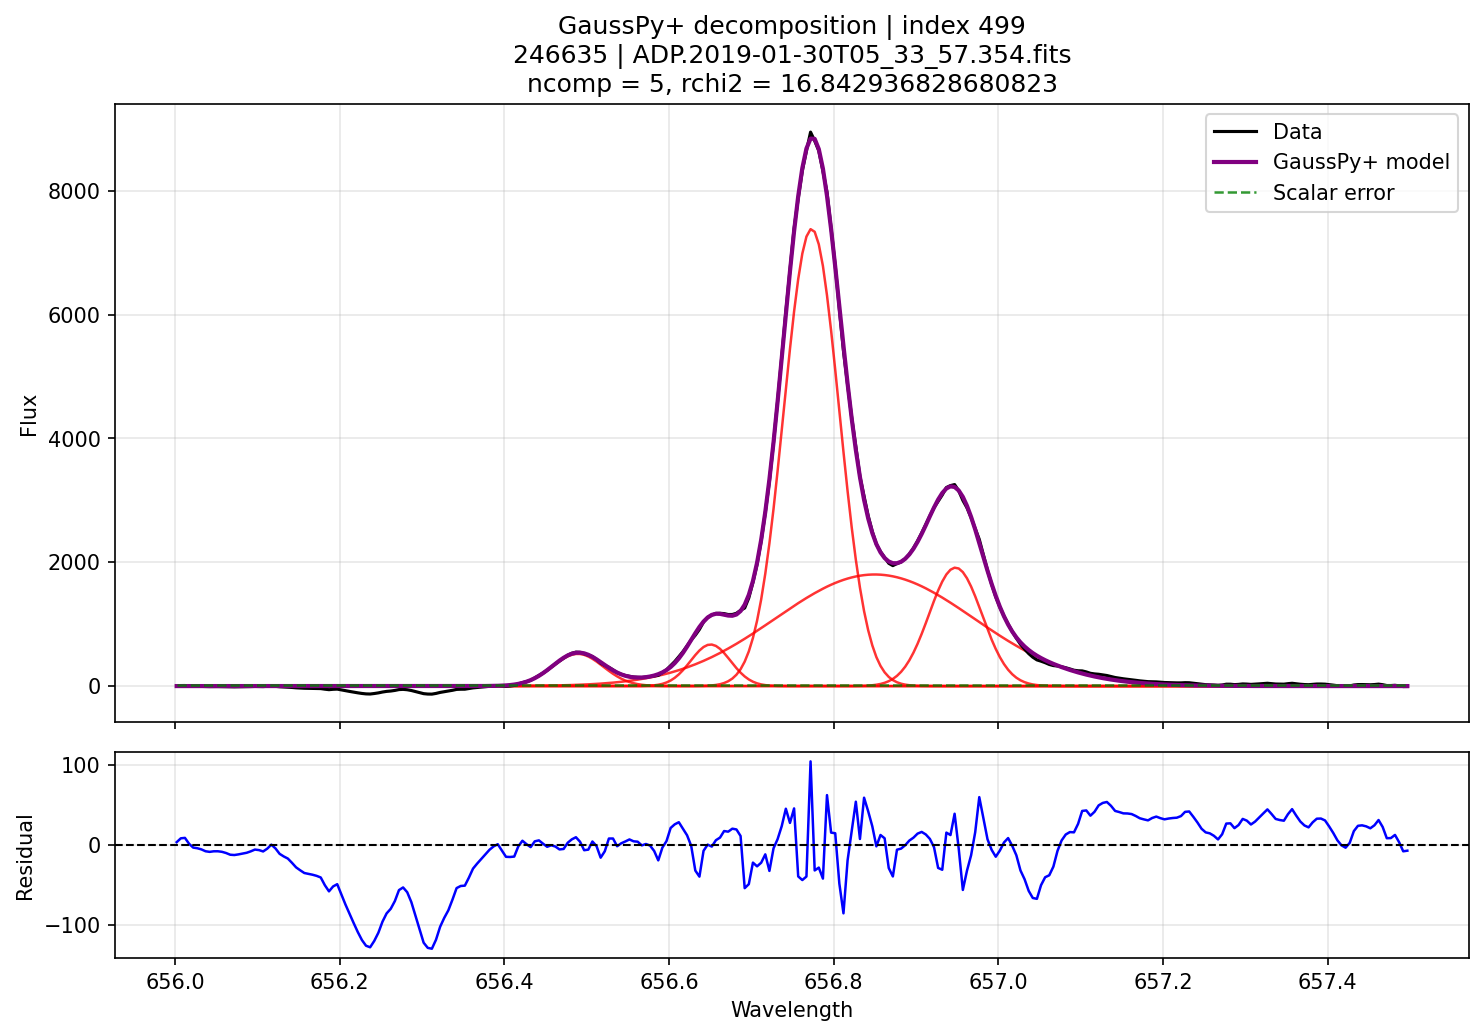 GaussPy+ decomposition | index 499
246635 | ADP.2019-01-30T05_33_57.354.fits
ncomp = 5, rchi2 = 16.842936828680823
Data
GaussPy+ model
Scalar error
Flux
8000
6000
4000
2000
0
Residual
100
0
−100
656.0 656.2 656.4 656.6 656.8 657.0 657.2 657.4
Wavelength